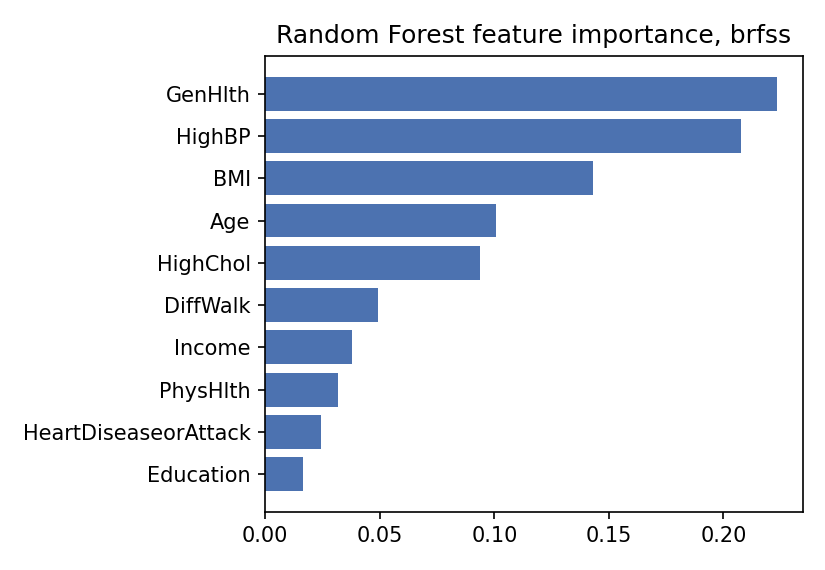 Random Forest feature importance, brfss
GenHlth
HighBP
BMI
Age
HighChol
DiffWalk
Income
PhysHlth
HeartDiseaseorAttack
Education
0.00 0.05 0.10 0.15 0.20